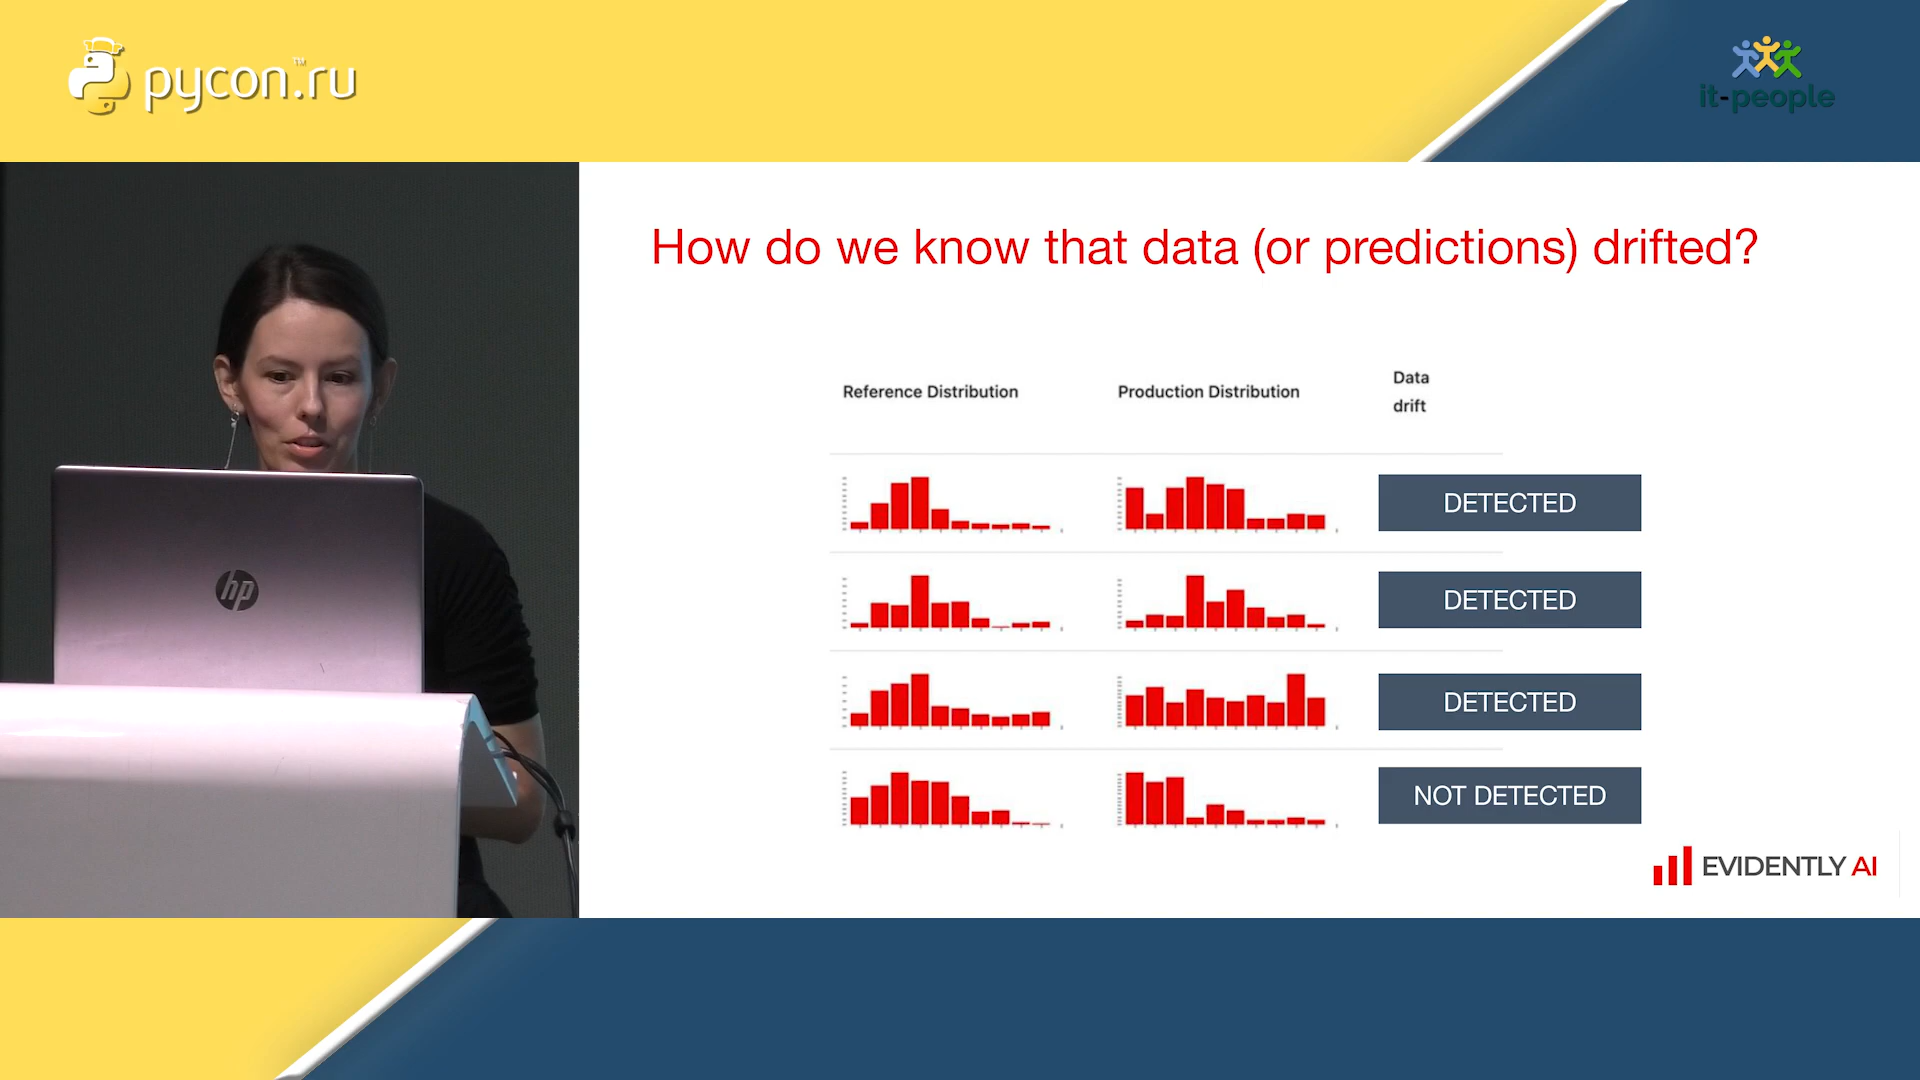 pycon.ru
TM
it-people
How do we know that data (or predictions) drifted?
Reference Distribution
Production Distribution
Data
drift
DETECTED
DETECTED
DETECTED
NOT DETECTED
EVIDENTLY AI
hp